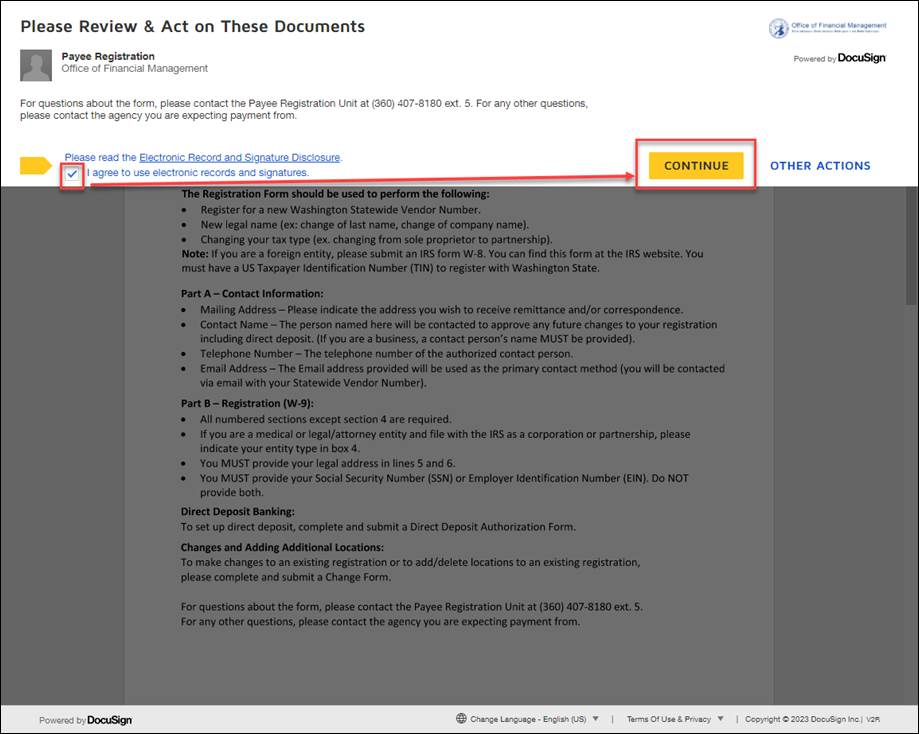 Please Review & Act on These Documents
Office of Financial Management
Payee Registration
Office of Financial Management
Powered by DocuSign
For questions about the form, please contact the Payee Registration Unit at (360) 407-8180 ext. 5. For any other questions,
please contact the agency you are expecting payment from.
Please read the Electronic Record and Signature Disclosure.
I agree to use electronic records and signatures.
CONTINUE
OTHER ACTIONS
The Registration Form should be used to perform the following:
• Register for a new Washington Statewide Vendor Number.
• New legal name (ex: change of last name, change of company name).
• Changing your tax type (ex. changing from sole proprietor to partnership).
Note: If you are a foreign entity, please submit an IRS form W-8. You can find this form at the IRS website. You
must have a US Taxpayer Identification Number (TIN) to register with Washington State.
Part A – Contact Information:
• Mailing Address – Please indicate the address you wish to receive remittance and/or correspondence.
• Contact Name – The person named here will be contacted to approve any future changes to your registration
including direct deposit. (If you are a business, a contact person's name MUST be provided).
• Telephone Number – The telephone number of the authorized contact person.
• Email Address – The Email address provided will be used as the primary contact method (you will be contacted
via email with your Statewide Vendor Number).
Part B – Registration (W-9):
• All numbered sections except section 4 are required.
• If you are a medical or legal/attorney entity and file with the IRS as a corporation or partnership, please
indicate your entity type in box 4.
• You MUST provide your legal address in lines 5 and 6.
• You MUST provide your Social Security Number (SSN) or Employer Identification Number (EIN). Do NOT
provide both.
Direct Deposit Banking:
To set up direct deposit, complete and submit a Direct Deposit Authorization Form.
Changes and Adding Additional Locations:
To make changes to an existing registration or to add/delete locations to an existing registration,
please complete and submit a Change Form.
For questions about the form, please contact the Payee Registration Unit at (360) 407-8180 ext. 5.
For any other questions, please contact the agency you are expecting payment from.
Powered by DocuSign
Change Language - English (US) ▼ | Terms Of Use & Privacy ▼ | Copyright © 2023 DocuSign Inc. | V2R